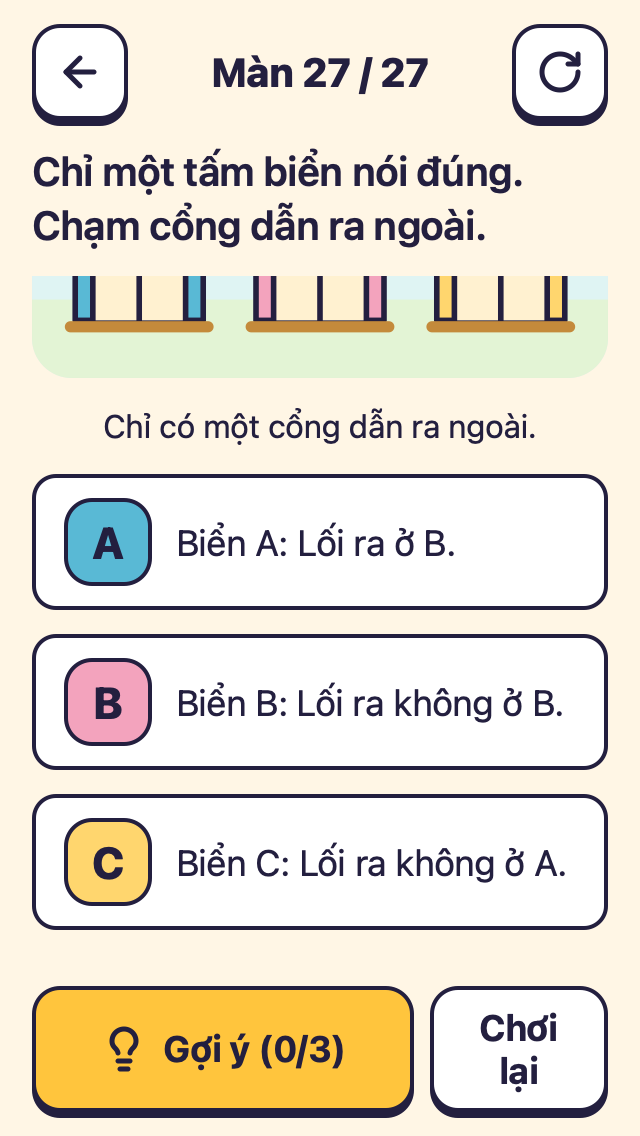 Màn 27 / 27
Chỉ một tấm biển nói đúng.
Chạm cổng dẫn ra ngoài.
Chỉ có một cổng dẫn ra ngoài.
A
Biển A: Lối ra ở B.
B
Biển B: Lối ra không ở B.
C
Biển C: Lối ra không ở A.
Gợi ý (0/3)
Chơi
lại